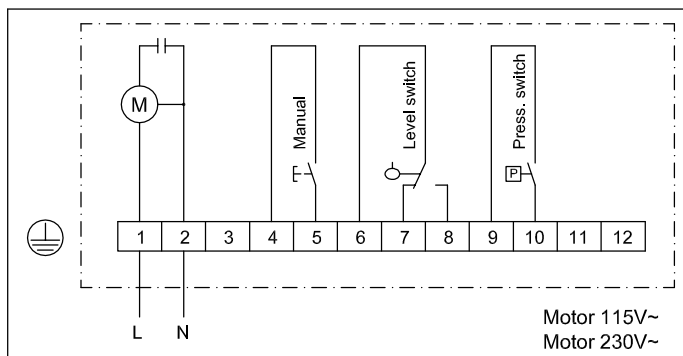 M
Manual
Level switch
Press. switch
P
1 2 3 4 5 6 7 8 9 10 11 12
L N
Motor 115V~
Motor 230V~